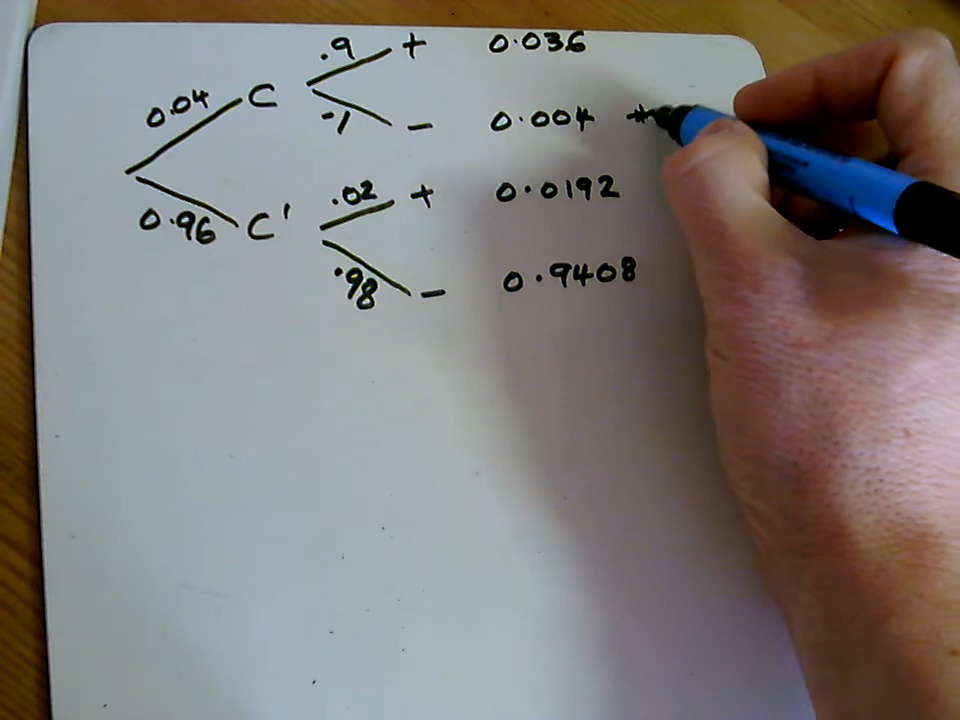 .9 + 0.036
0.04 C
.1 - 0.004 *
.02 + 0.0192
0.96 C'
.98 - 0.9408